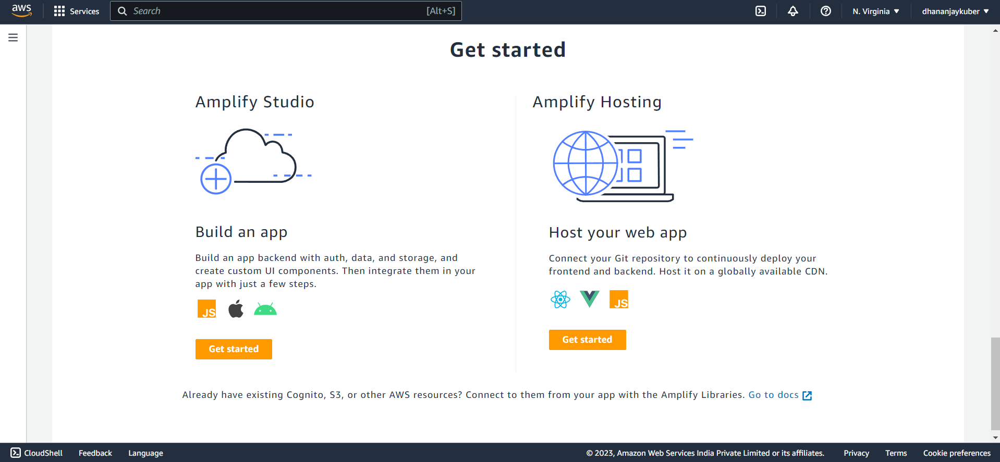 aws Services Search [Alt+S] N. Virginia dhananjaykuber
Get started
Amplify Studio
Build an app
Build an app backend with auth, data, and storage, and
create custom UI components. Then integrate them in your
app with just a few steps.
JS
Get started
Amplify Hosting
Host your web app
Connect your Git repository to continuously deploy your
frontend and backend. Host it on a globally available CDN.
JS
Get started
Already have existing Cognito, S3, or other AWS resources? Connect to them from your app with the Amplify Libraries. Go to docs
CloudShell Feedback Language © 2023, Amazon Web Services India Private Limited or its affiliates. Privacy Terms Cookie preferences